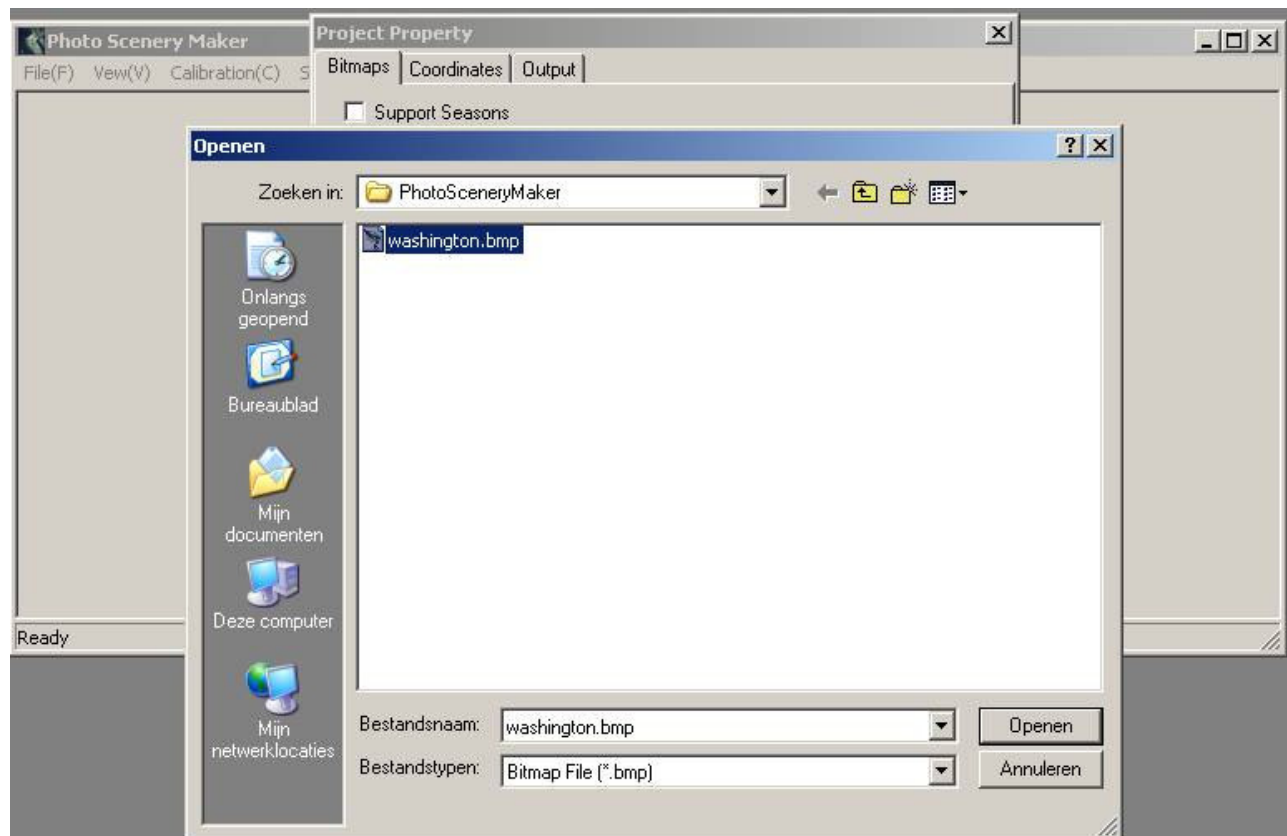 Photo Scenery Maker
File(F) Vew(V) Calibration(C) S
Project Property
Bitmaps Coordinates Output
Support Seasons
Openen
Zoeken in: PhotoSceneryMaker
washington.bmp
Onlangs
geopend
Bureaublad
Mijn
documenten
Deze computer
Mijn
netwerklocaties
Bestandsnaam: washington.bmp Openen
Bestandstypen: Bitmap File (*.bmp) Annuleren
Ready